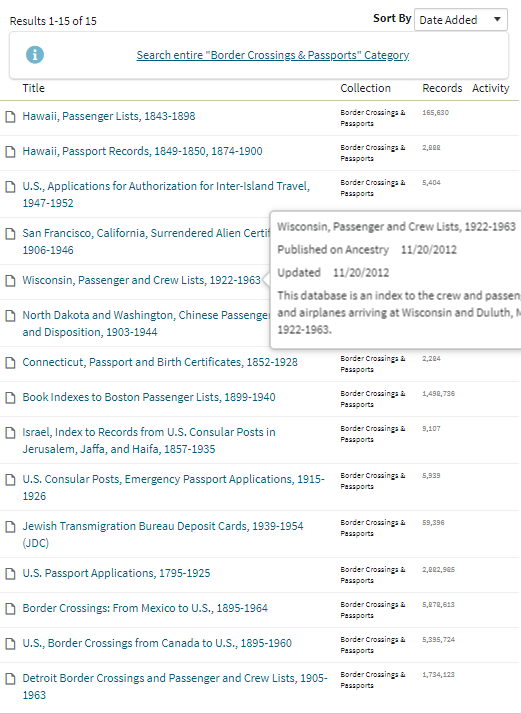 Results 1-15 of 15
Sort By Date Added
Search entire "Border Crossings & Passports" Category
Title Collection Records Activity
Hawaii, Passenger Lists, 1843-1898
Border Crossings &
Passports
165,630
Hawaii, Passport Records, 1849-1850, 1874-1900
Border Crossings &
Passports
2,888
U.S., Applications for Authorization for Inter-Island Travel,
1947-1952
Border Crossings &
Passports
5,404
San Francisco, California, Surrendered Alien Certif
1906-1946
Wisconsin, Passenger and Crew Lists, 1922-1963
Wisconsin, Passenger and Crew Lists, 1922-1963
Published on Ancestry 11/20/2012
Updated 11/20/2012
This database is an index to the crew and passen
and airplanes arriving at Wisconsin and Duluth, M
1922-1963.
North Dakota and Washington, Chinese Passenge
and Disposition, 1903-1944
Connecticut, Passport and Birth Certificates, 1852-1928
Border Crossings &
Passports
2,284
Book Indexes to Boston Passenger Lists, 1899-1940
Border Crossings &
Passports
1,498,736
Israel, Index to Records from U.S. Consular Posts in
Jerusalem, Jaffa, and Haifa, 1857-1935
Border Crossings &
Passports
9,107
U.S. Consular Posts, Emergency Passport Applications, 1915-
1926
Border Crossings &
Passports
5,939
Jewish Transmigration Bureau Deposit Cards, 1939-1954
(JDC)
Border Crossings &
Passports
59,396
U.S. Passport Applications, 1795-1925
Border Crossings &
Passports
2,882,985
Border Crossings: From Mexico to U.S., 1895-1964
Border Crossings &
Passports
5,878,613
U.S., Border Crossings from Canada to U.S., 1895-1960
Border Crossings &
Passports
5,395,724
Detroit Border Crossings and Passenger and Crew Lists, 1905-
1963
Border Crossings &
Passports
1,734,123